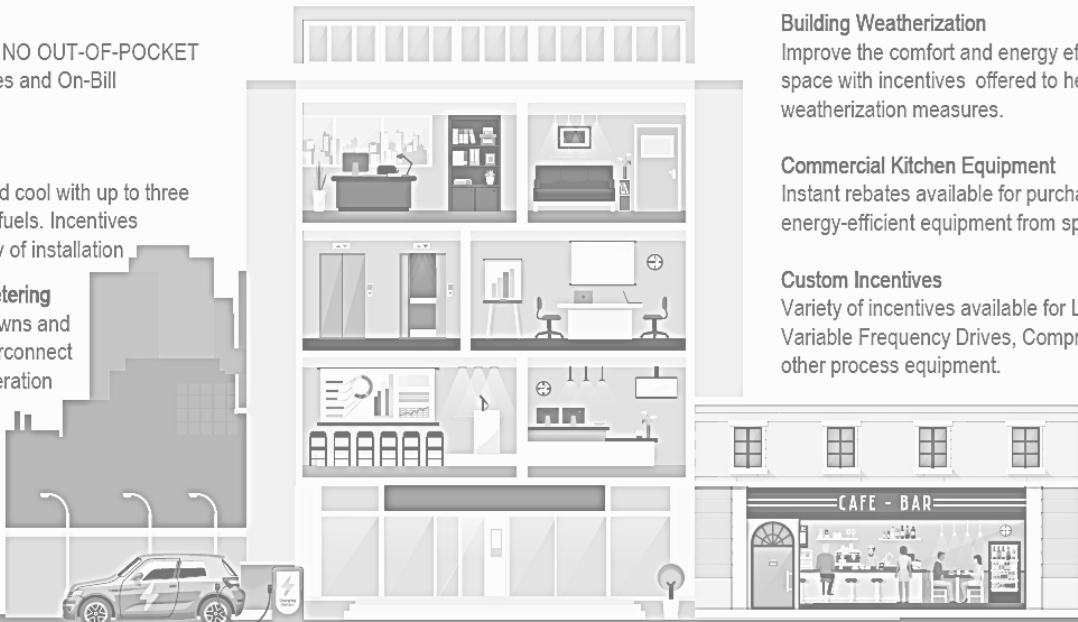 NO OUT-OF-POCKET
es and On-Bill
d cool with up to three
fuels. Incentives
y of installation
etering
wns and
rconnect
eration
Building Weatherization
Improve the comfort and energy ef
space with incentives offered to he
weatherization measures.
Commercial Kitchen Equipment
Instant rebates available for purcha
energy-efficient equipment from sp
Custom Incentives
Variety of incentives available for L
Variable Frequency Drives, Compr
other process equipment.
CAFE - BAR
Charging
Station